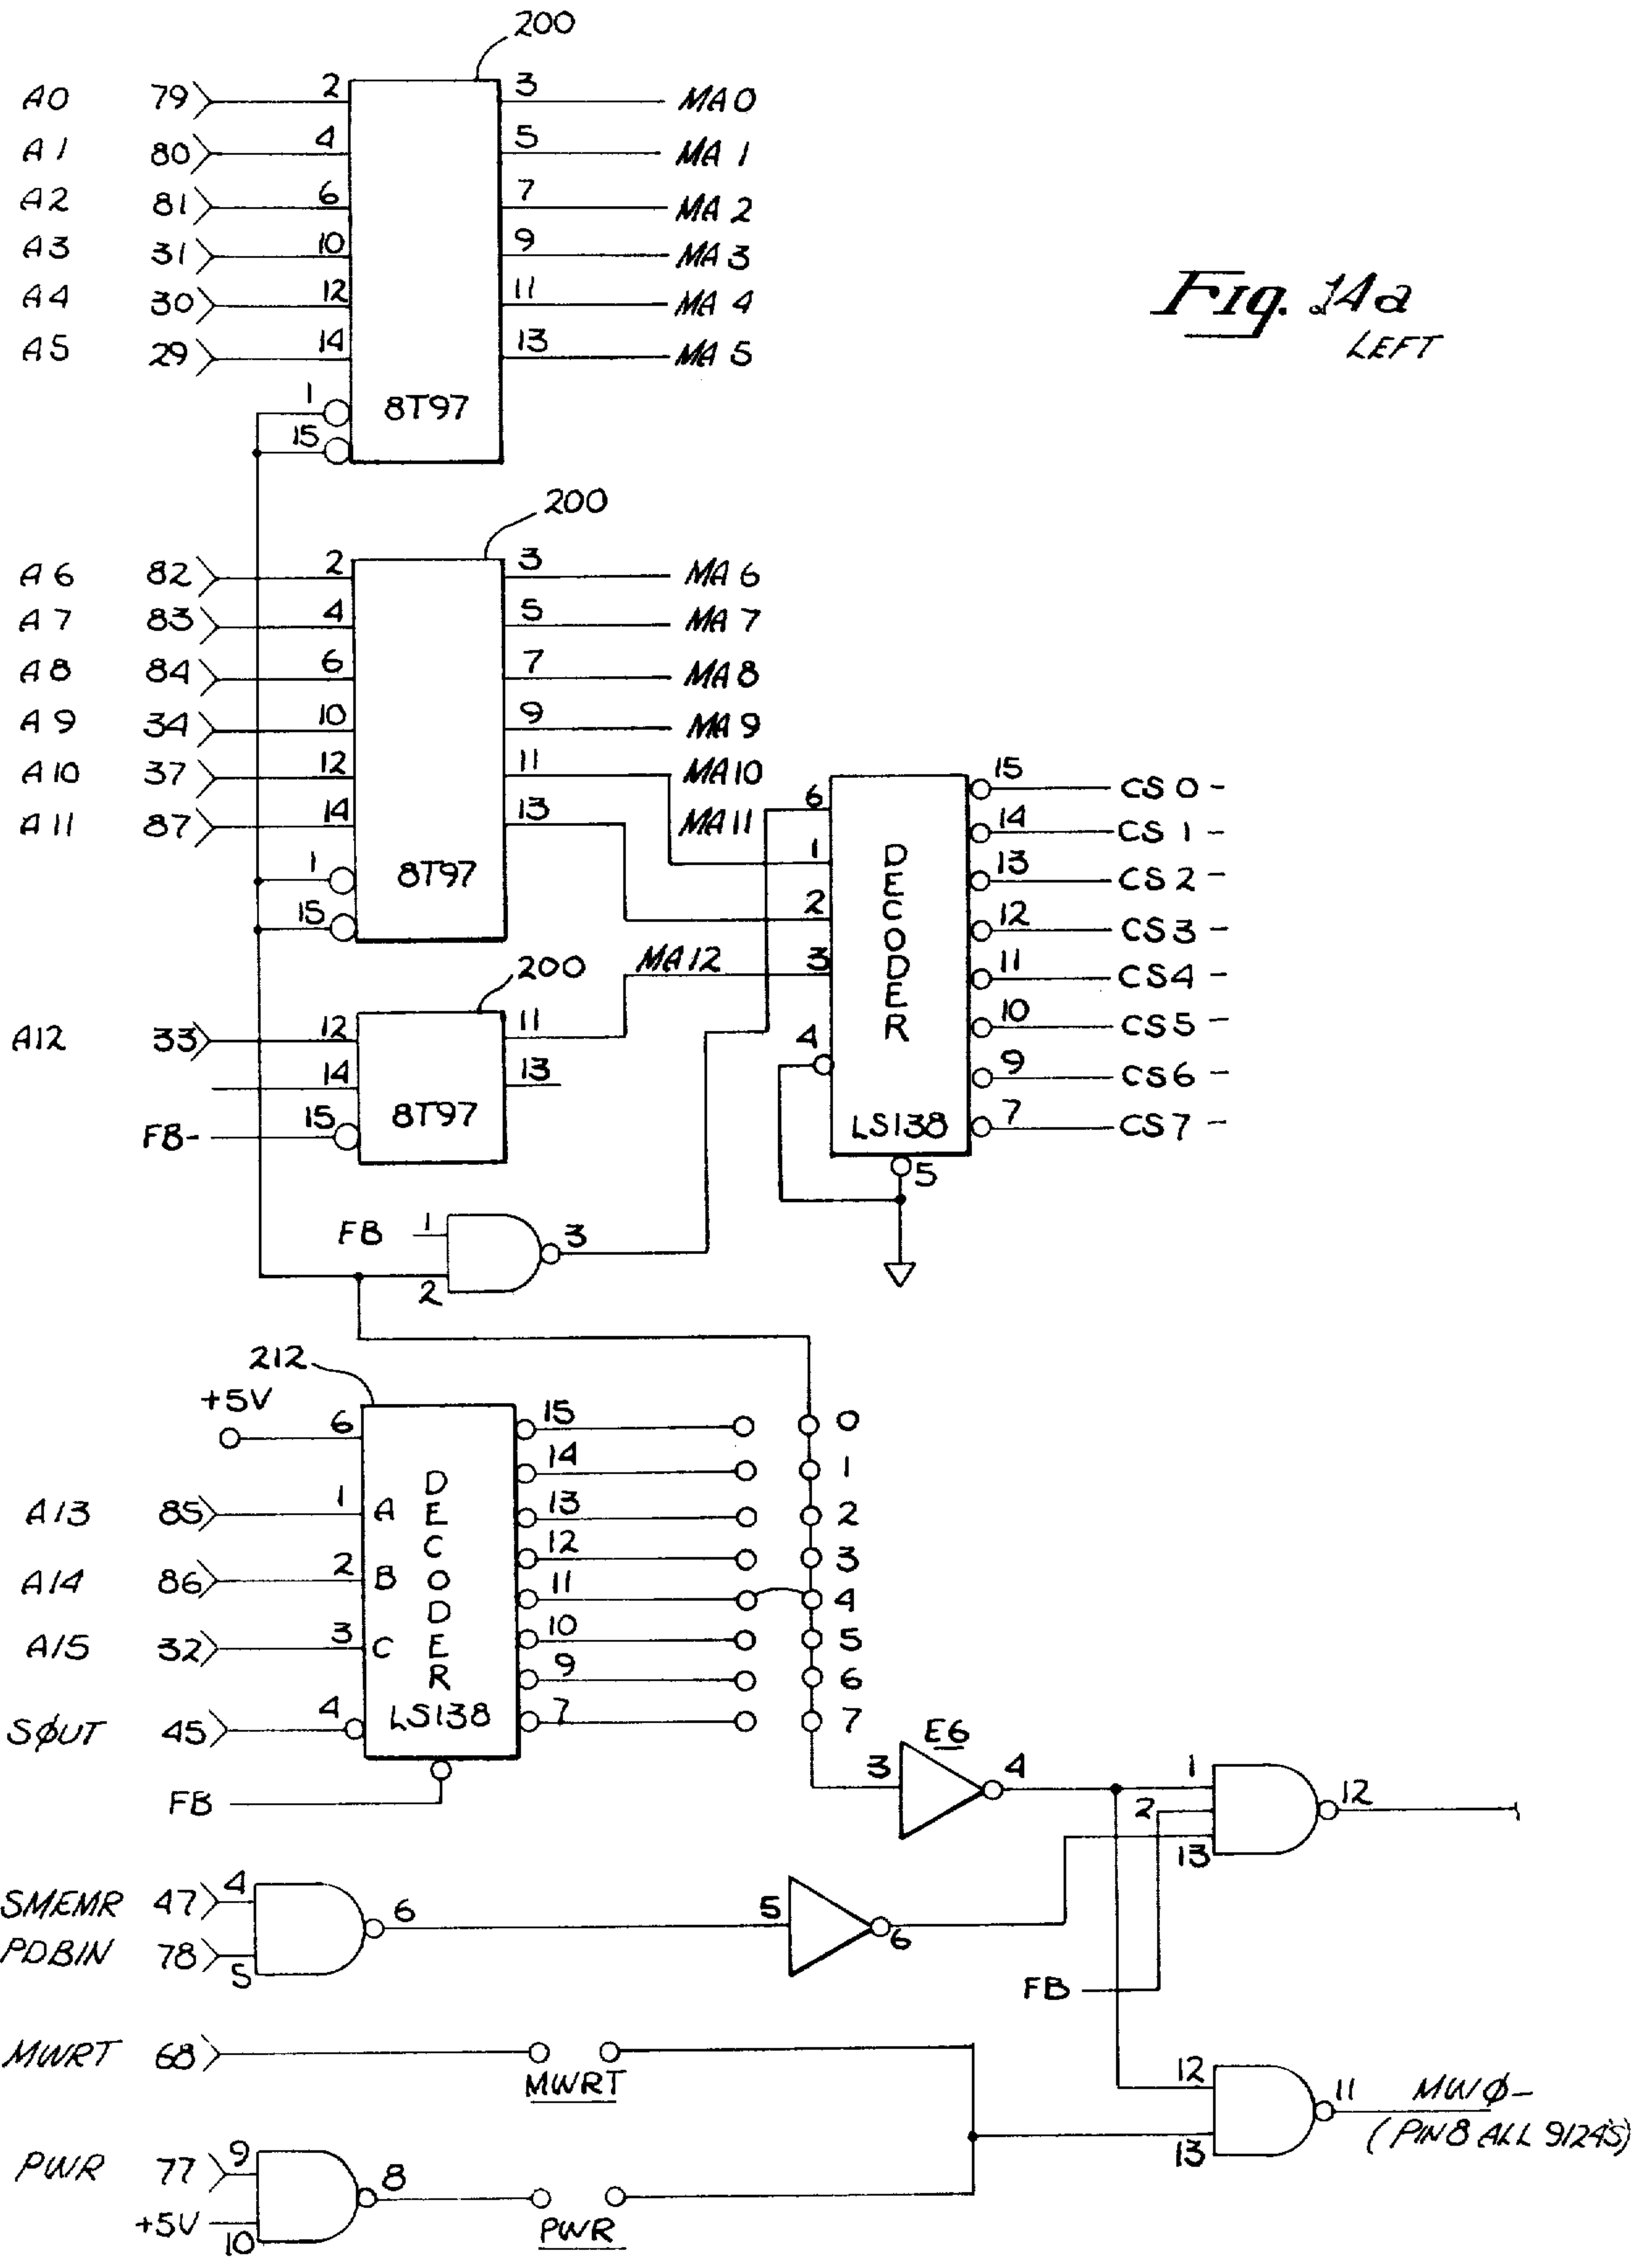 200
A0 79 2 3 MA0
A1 80 4 5 MA1
A2 81 6 7 MA2
A3 31 10 9 MA3
A4 30 12 11 MA4
A5 29 14 13 MA5
1
15
8T97
Fig. 14a
LEFT
200
A6 82 2 3 MA6
A7 83 4 5 MA7
A8 84 6 7 MA8
A9 34 10 9 MA9
A10 37 12 11 MA10
A11 87 14 13 MA11
1
15
8T97
200
A12 33 12 11 MA12
14 13
FB- 15
8T97
6
1
2
3
4
DECODER
LS138
5
15 CS0-
14 CS1-
13 CS2-
12 CS3-
11 CS4-
10 CS5-
9 CS6-
7 CS7-
FB 1
2
3
212
+5V 6
A13 85 1 A
A14 86 2 B
A15 32 3 C
SØUT 45 4
DECODER
LS138
FB
15 0
14 1
13 2
12 3
11 4
10 5
9 6
7 7
3 E6 4
1
2
13
12
SMEMR 47 4
PDBIN 78 5
6
5 6
FB
MWRT 68
MWRT
12
13
11 MWØ-
(PIN 8 ALL 9124'S)
PWR 77 9
+5V 10
8
PWR